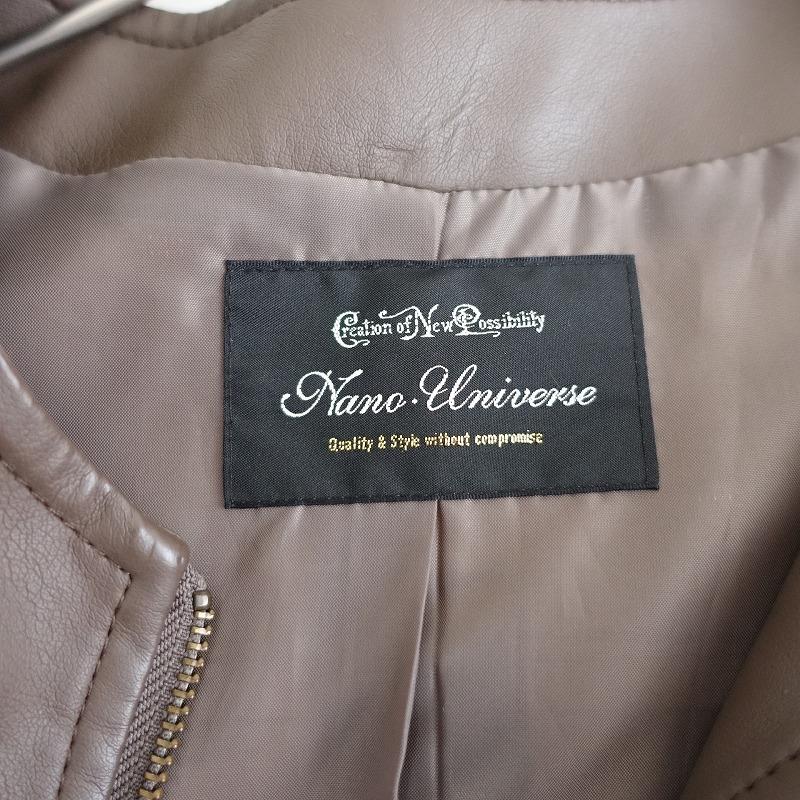 Creation of New Possibility
Nano·Universe
Quality & Style without compromise